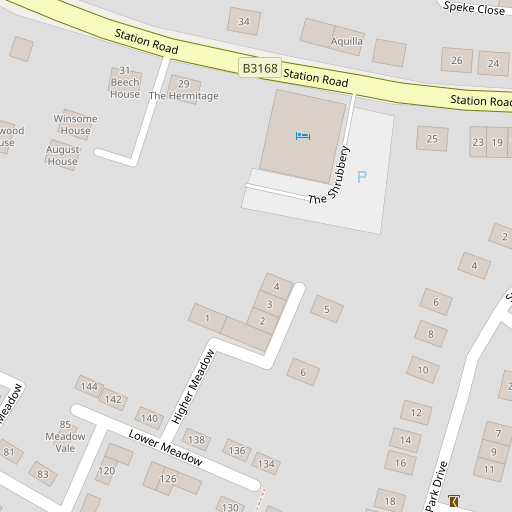 Speke Close
34
Station Road
Aquilla
B3168
Station Road
26
24
31
Beech
House
29
The Hermitage
Station Road
Winsome
House
wood
use
August
House
25
23
19
The Shrubbery
P
2
4
4
3
2
1
5
6
8
6
10
Higher Meadow
Meadow
144
142
140
12
85
Meadow
Vale
138
136
134
Lower Meadow
14
16
7
9
11
81
83
120
126
130
18
Park Drive